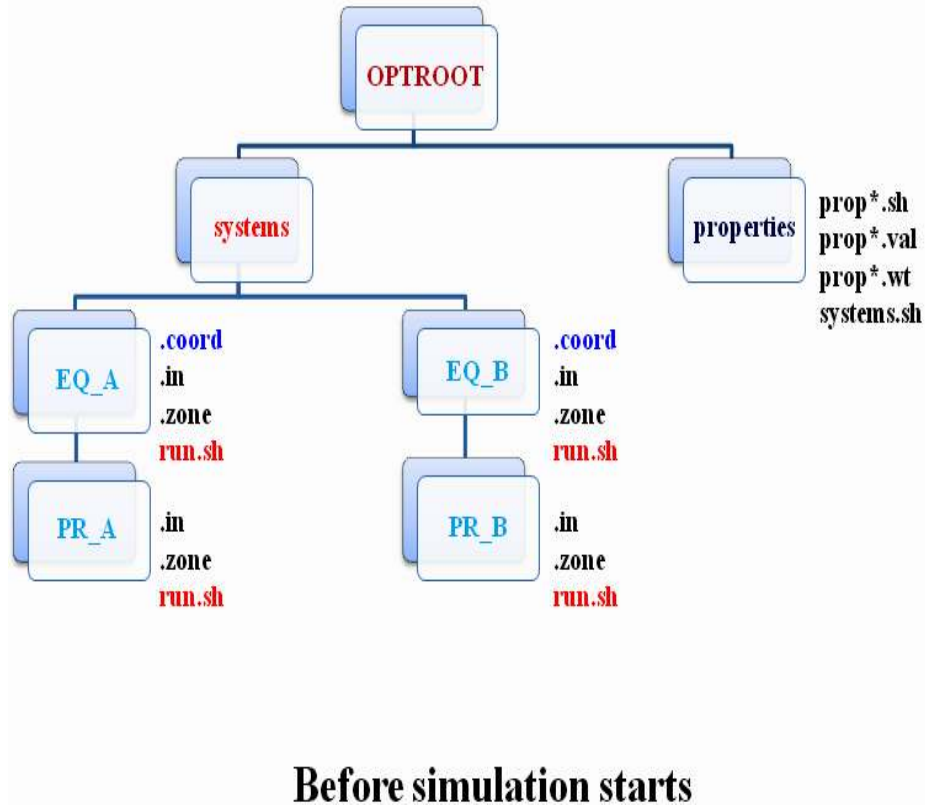 OPTROOT
systems
properties
prop*.sh
prop*.val
prop*.wt
systems.sh
EQ_A
.coord
.in
.zone
run.sh
EQ_B
.coord
.in
.zone
run.sh
PR_A
.in
.zone
run.sh
PR_B
.in
.zone
run.sh
Before simulation starts